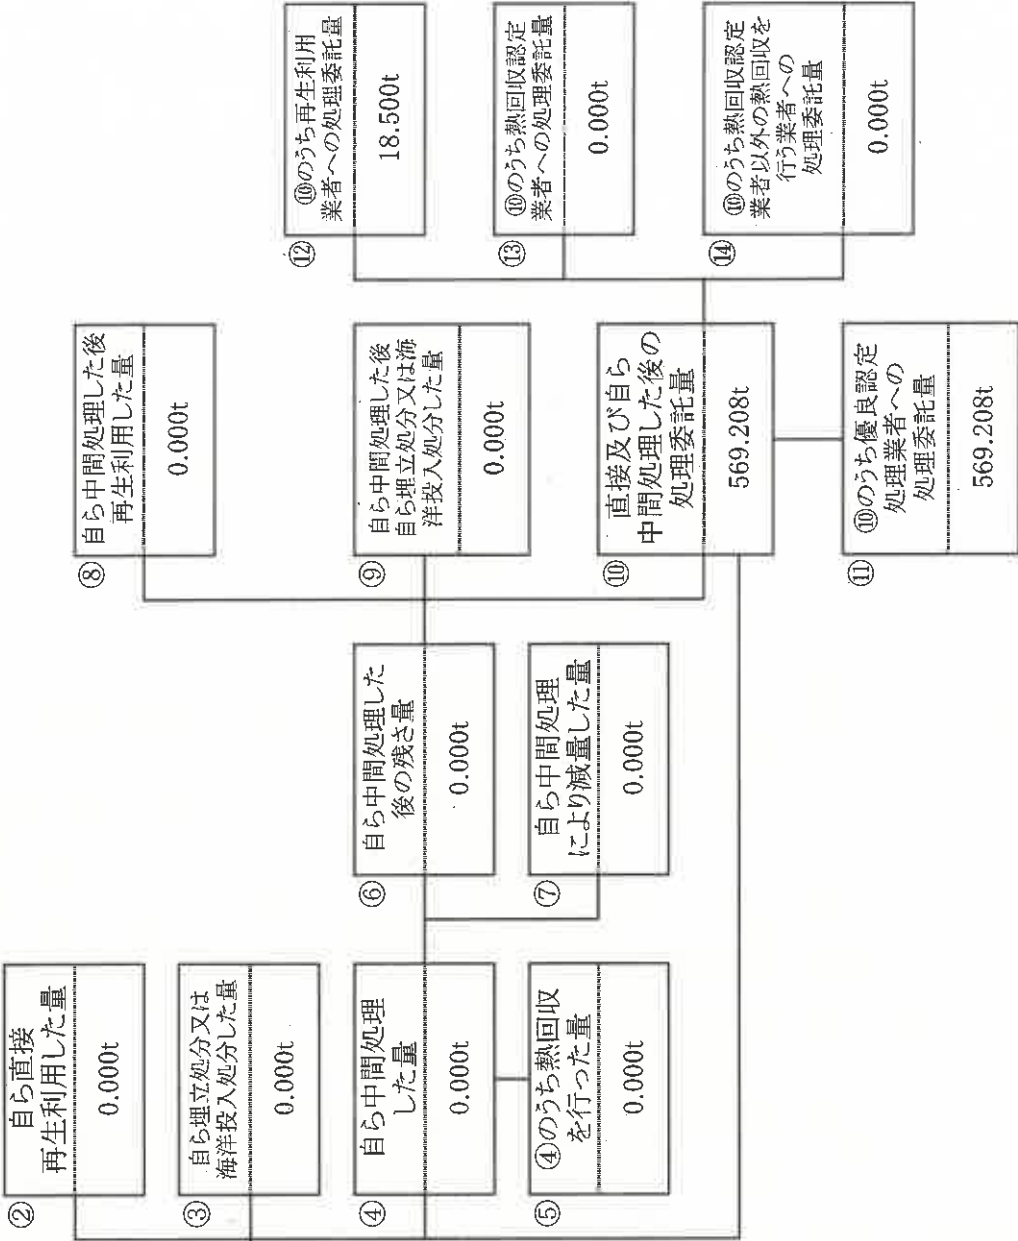 ②
自ら直接
再生利用した量
0.000t
③
自ら埋立処分又は
海洋投入処分した量
0.000t
④
自ら中間処理
した量
0.000t
⑤
④のうち熱回収
を行った量
0.000t
⑥
自ら中間処理した
後の残さ量
0.000t
⑦
自ら中間処理
により減量した量
0.000t
⑧
自ら中間処理した後
再生利用した量
0.000t
⑨
自ら中間処理した後
自ら埋立処分又は海
洋投入処分した量
0.000t
⑩
直接及び自ら
中間処理した後の
処理委託量
569.208t
⑪
⑩のうち優良認定
処理業者への
処理委託量
569.208t
⑫
⑩のうち再生利用
業者への処理委託量
18.500t
⑬
⑩のうち熱回収認定
業者への処理委託量
0.000t
⑭
⑩のうち熱回収認定
業者以外の熱回収を
行う業者への
処理委託量
0.000t